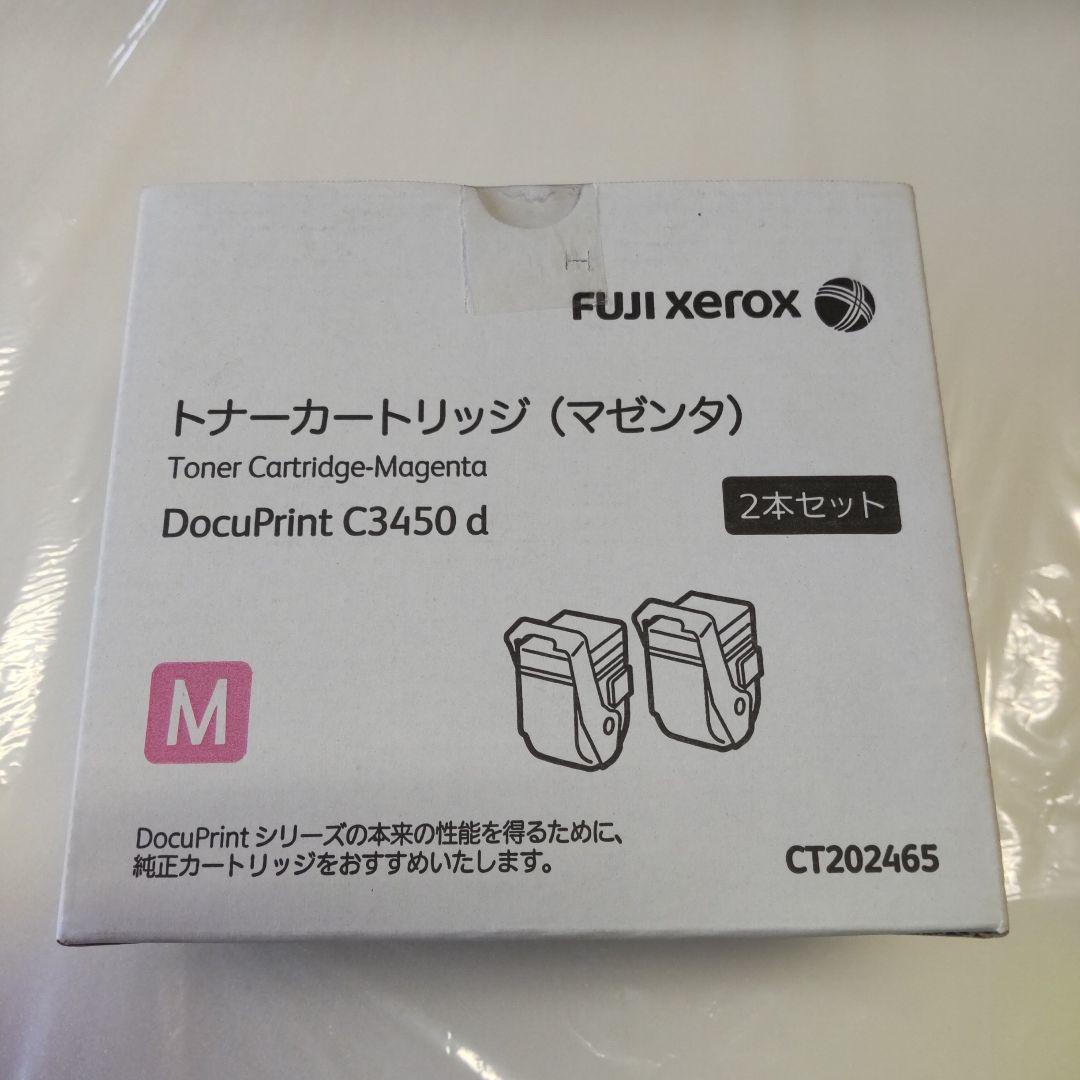 FUJI xerox
トナーカートリッジ（マゼンタ）
Toner Cartridge-Magenta
DocuPrint C3450 d
2本セット
M
DocuPrint シリーズの本来の性能を得るために、
純正カートリッジをおすすめいたします。
CT202465